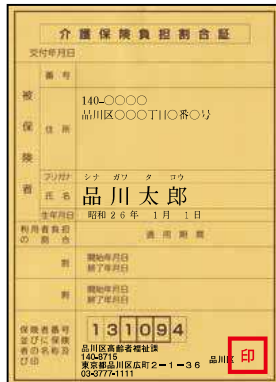 介護保険負担割合証
交付年月日
番号
被保険者
住所
140-○○○○
品川区○○○丁目○番○号
フリガナ
シナ ガワ タ コウ
氏名
品川太郎
生年月日
昭和26年 1月 1日
利用者負担の割合
適用期間
割
開始年月日
終了年月日
割
開始年月日
終了年月日
保険者番号並びに保険者の名称及び印
131094
品川区高齢者福祉課
140-8715
東京都品川区広町2-1-36
03-3777-1111
品川区
印